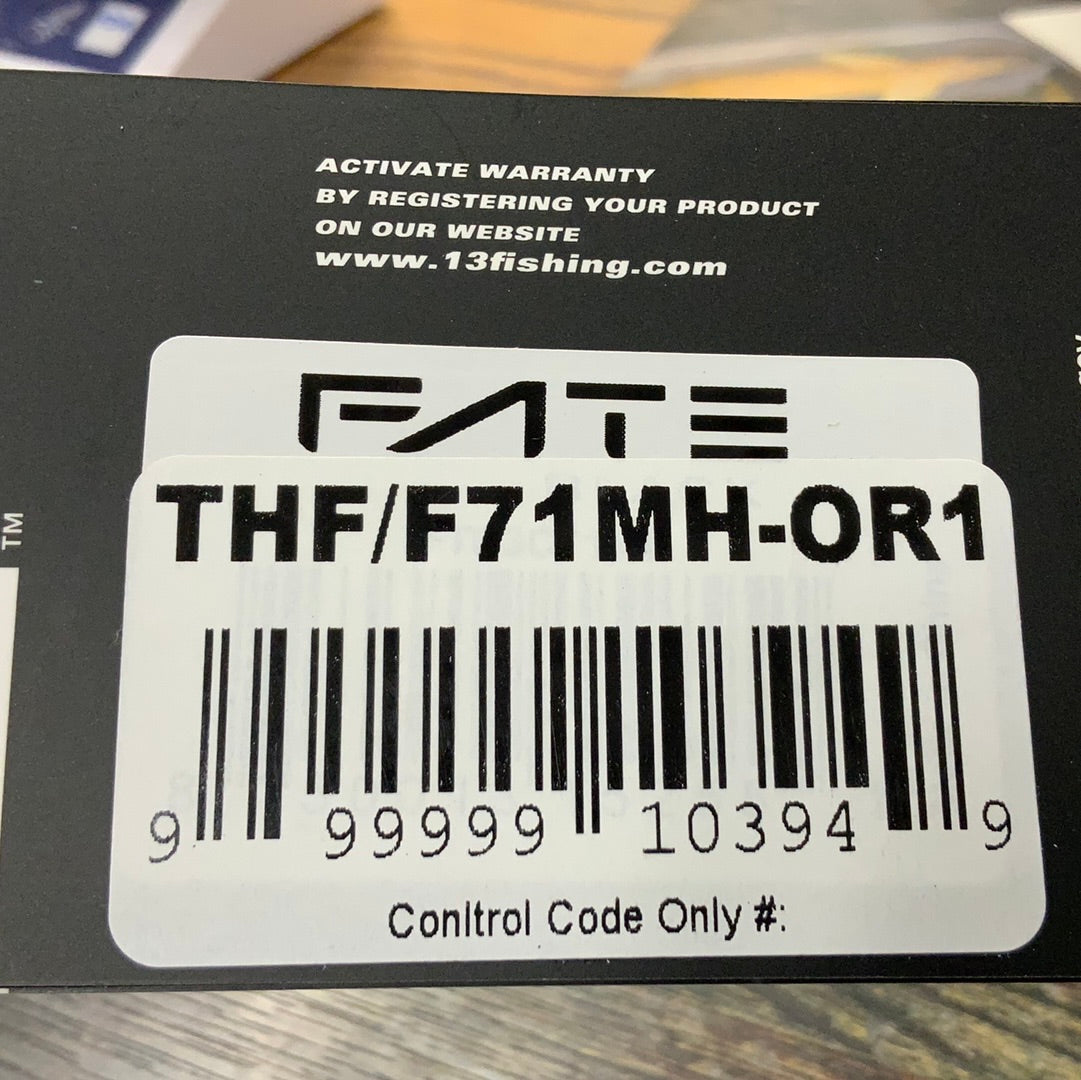 ACTIVATE WARRANTY
BY REGISTERING YOUR PRODUCT
ON OUR WEBSITE
www.13fishing.com
FATE
TM
THF/F71MH-OR1
9 99999 10394 9
Conltrol Code Only #: